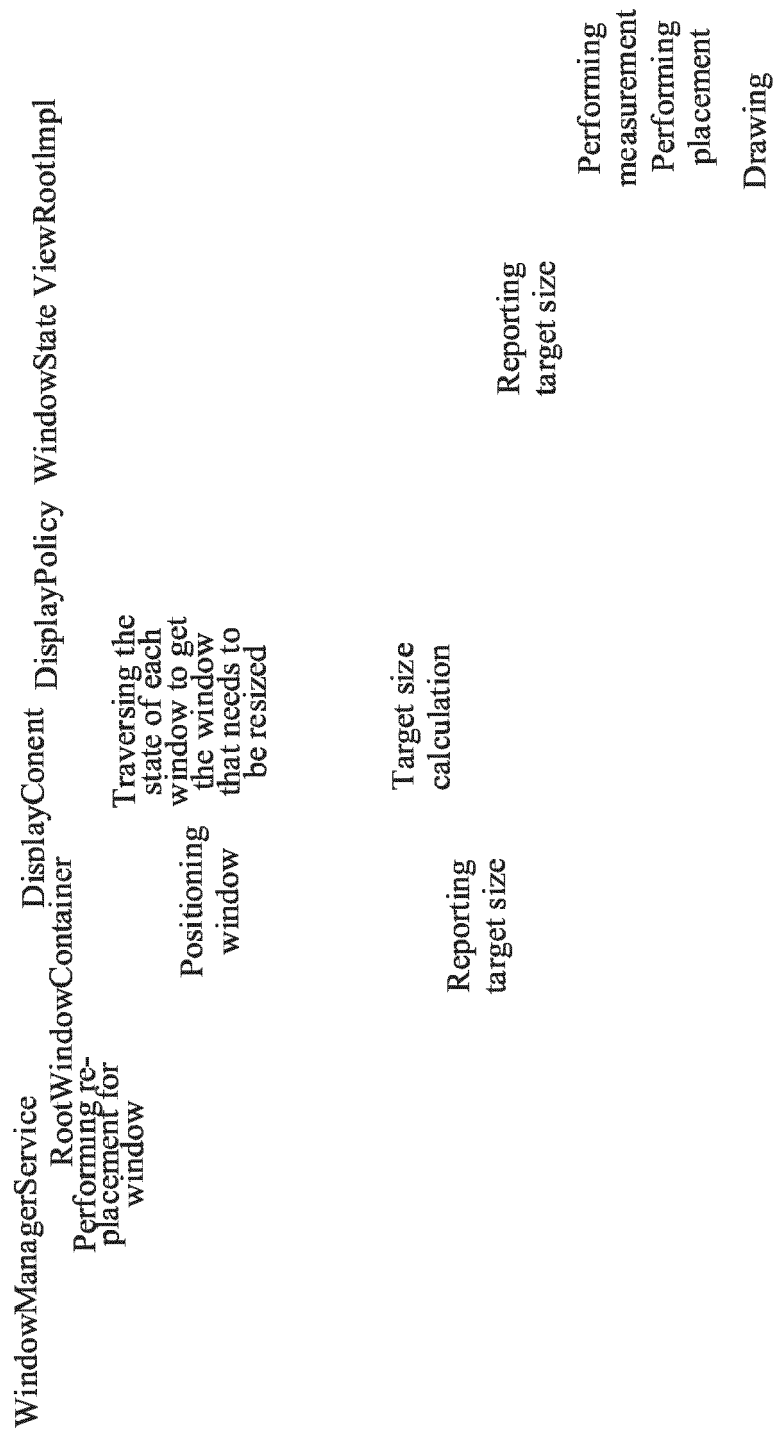 WindowManagerService
RootWindowContainer
DisplayConent
DisplayPolicy
WindowState
ViewRootImpl
Performing re-
placement for
window
Positioning
window
Traversing the
state of each
window to get
the window
that needs to
be resized
Target size
calculation
Reporting
target size
Reporting
target size
Performing
measurement
Performing
placement
Drawing